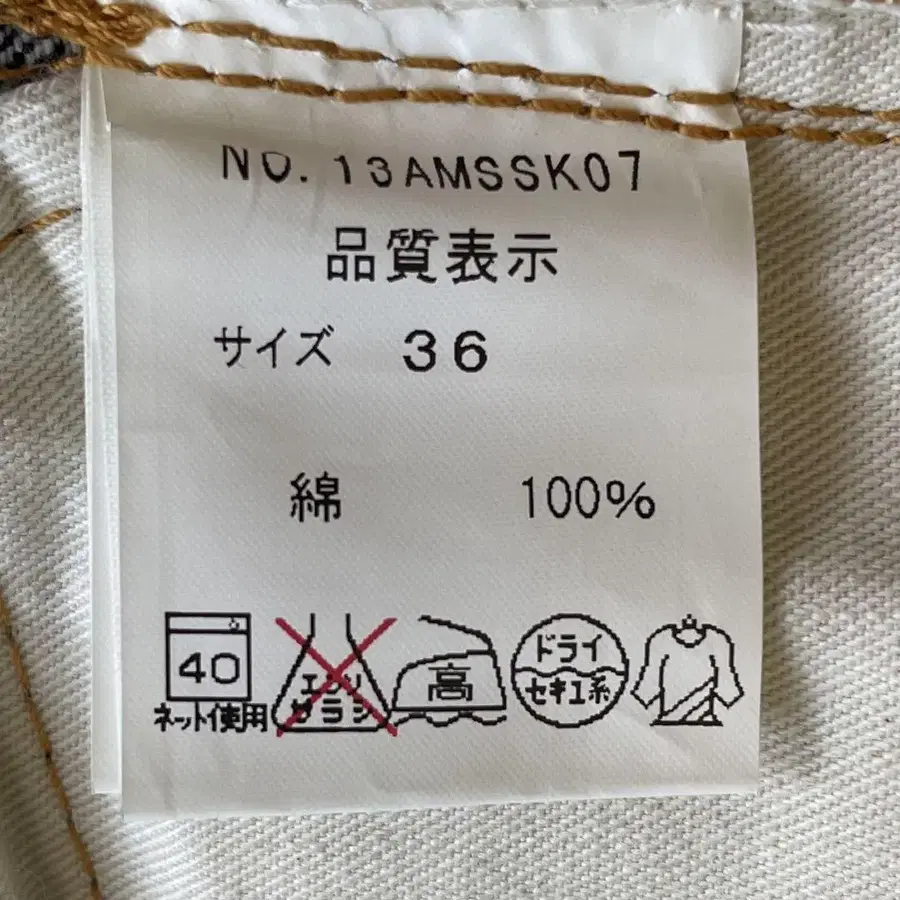 NO.13AMSSK07
品質表示
サイズ 36
綿 100%
40
ネット使用
エンソ
サラシ
高
ドライ
セキユ系